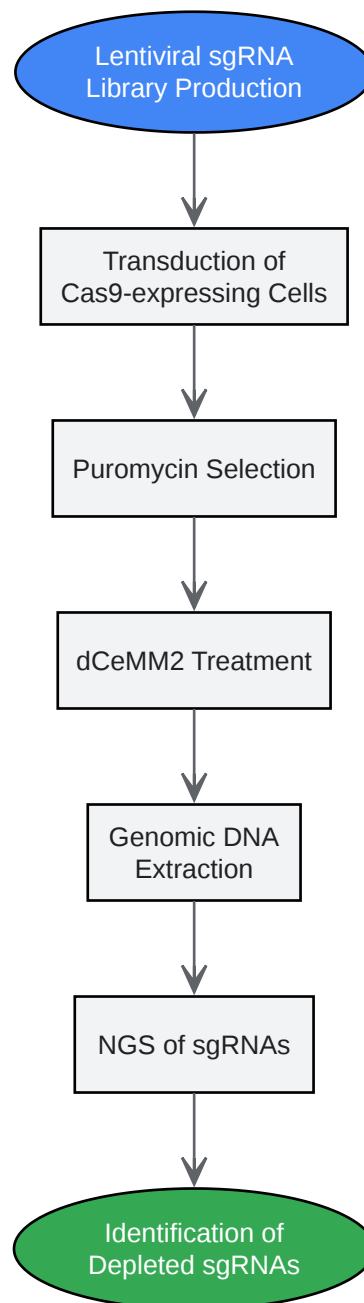 Lentiviral sgRNA
Library Production
Transduction of
Cas9-expressing Cells
Puromycin Selection
dCeMM2 Treatment
Genomic DNA
Extraction
NGS of sgRNAs
Identification of
Depleted sgRNAs